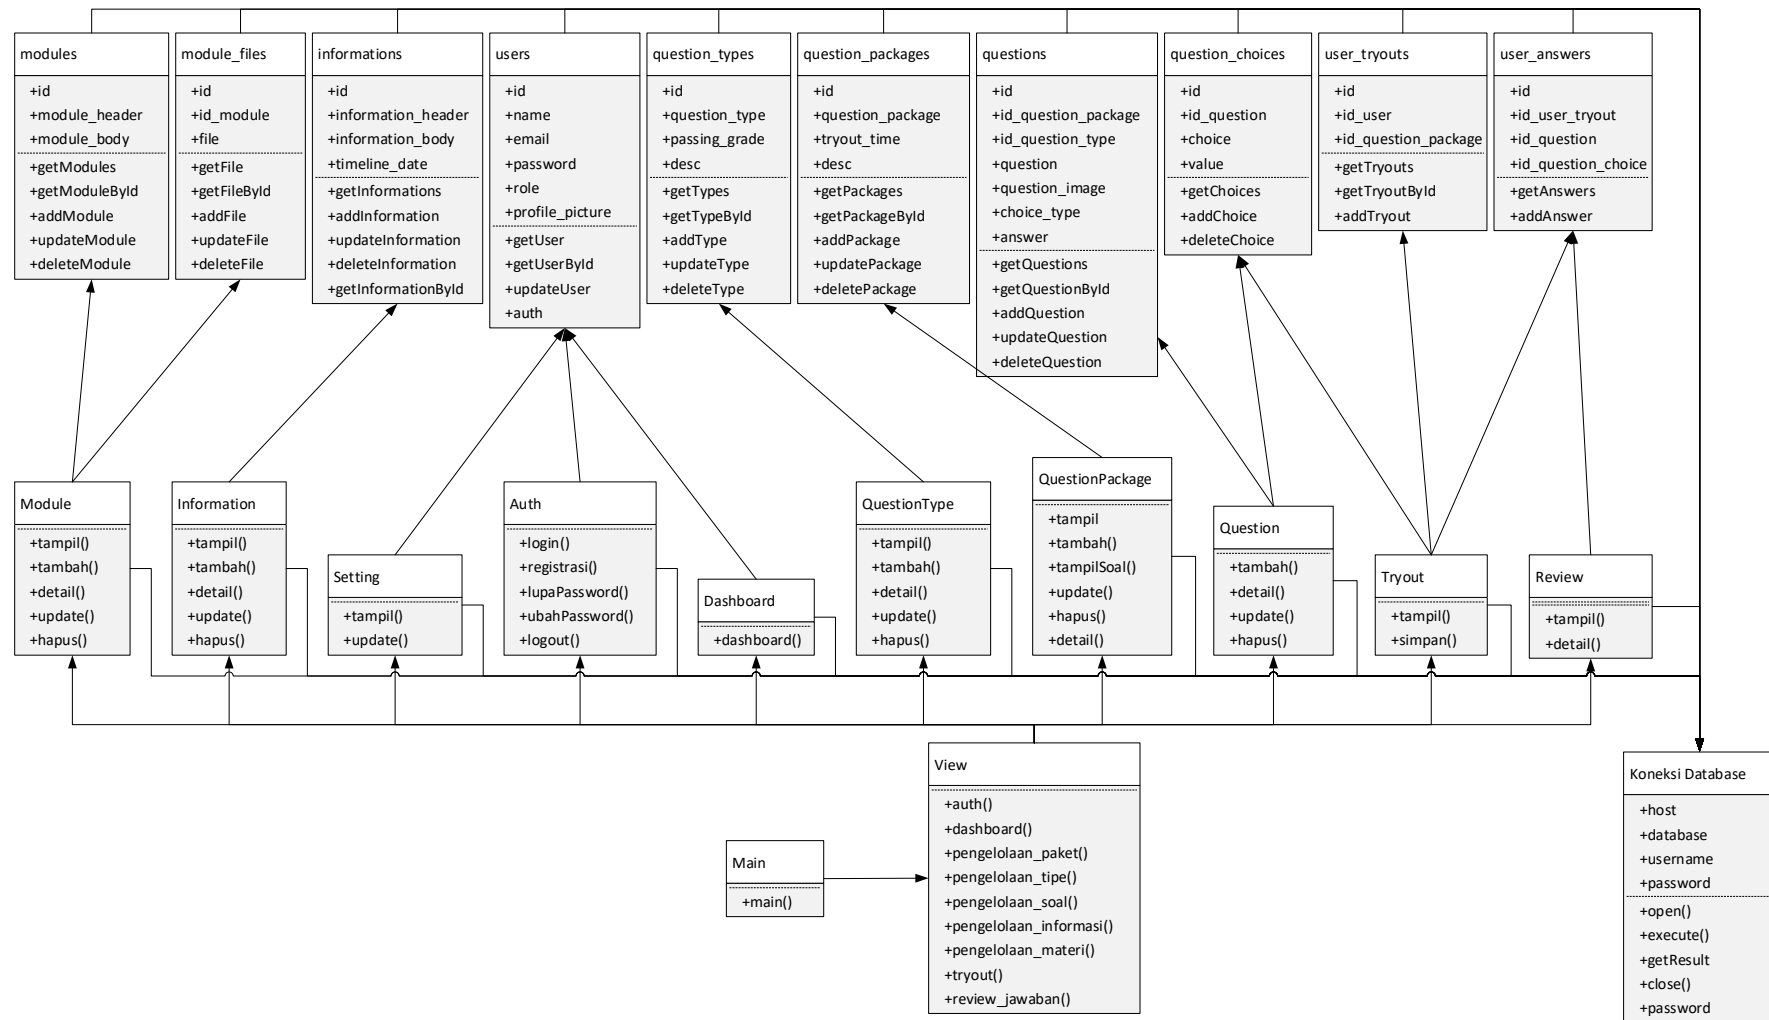 modules
+id
+module_header
+module_body
+getModules
+getModuleById
+addModule
+updateModule
+deleteModule
module_files
+id
+id_module
+file
+getFile
+getFileById
+addFile
+updateFile
+deleteFile
informations
+id
+information_header
+information_body
+timeline_date
+getInformations
+addInformation
+updateInformation
+deleteInformation
+getInformationById
users
+id
+name
+email
+password
+role
+profile_picture
+getUser
+getUserById
+updateUser
+auth
question_types
+id
+question_type
+passing_grade
+desc
+getTypes
+getTypeById
+addType
+updateType
+deleteType
question_packages
+id
+question_package
+tryout_time
+desc
+getPackages
+getPackageById
+addPackage
+updatePackage
+deletePackage
questions
+id
+id_question_package
+id_question_type
+question
+question_image
+choice_type
+answer
+getQuestions
+getQuestionById
+addQuestion
+updateQuestion
+deleteQuestion
question_choices
+id
+id_question
+choice
+value
+getChoices
+addChoice
+deleteChoice
user_tryouts
+id
+id_user
+id_question_package
+getTryouts
+getTryoutById
+addTryout
user_answers
+id
+id_user_tryout
+id_question
+id_question_choice
+getAnswers
+addAnswer
Module
+tampil()
+tambah()
+detail()
+update()
+hapus()
Information
+tampil()
+tambah()
+detail()
+update()
+hapus()
Setting
+tampil()
+update()
Auth
+login()
+registrasi()
+lupaPassword()
+ubahPassword()
+logout()
Dashboard
+dashboard()
QuestionType
+tampil()
+tambah()
+detail()
+update()
+hapus()
QuestionPackage
+tampil
+tambah()
+tampilSoal()
+update()
+hapus()
+detail()
Question
+tambah()
+detail()
+update()
+hapus()
Tryout
+tampil()
+simpan()
Review
+tampil()
+detail()
Main
+main()
View
+auth()
+dashboard()
+pengelolaan_paket()
+pengelolaan_tipe()
+pengelolaan_soal()
+pengelolaan_informasi()
+pengelolaan_materi()
+tryout()
+review_jawaban()
Koneksi Database
+host
+database
+username
+password
+open()
+execute()
+getResult
+close()
+password